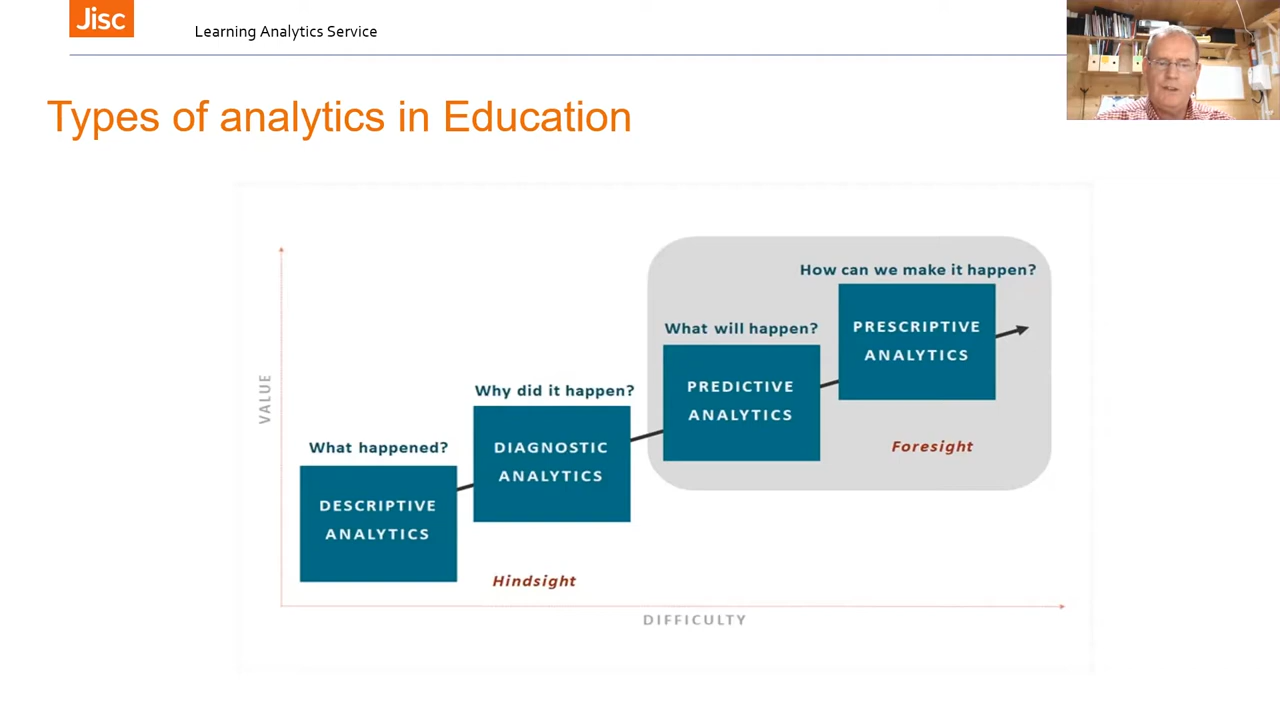 Jisc
Learning Analytics Service
Types of analytics in Education
How can we make it happen?
PRESCRIPTIVE
ANALYTICS
What will happen?
PREDICTIVE
ANALYTICS
Why did it happen?
DIAGNOSTIC
ANALYTICS
What happened?
DESCRIPTIVE
ANALYTICS
Foresight
Hindsight
VALUE
DIFFICULTY